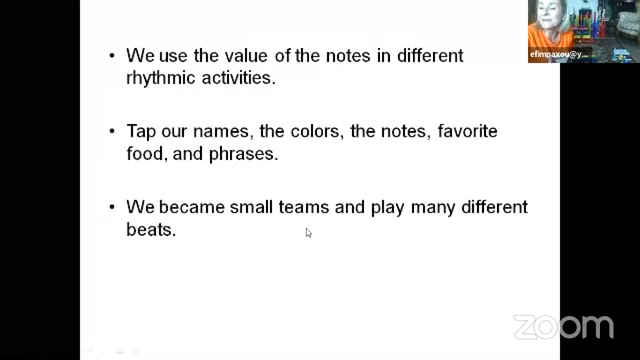 • We use the value of the notes in different
rhythmic activities.
• Tap our names, the colors, the notes, favorite
food, and phrases.
• We became small teams and play many different
beats.
efimpaxou@y...
zoom